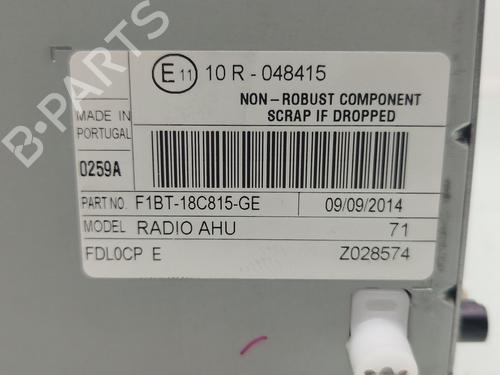 E 11 10 R - 048415
NON - ROBUST COMPONENT
SCRAP IF DROPPED
MADE IN
PORTUGAL
0259A
PART NO. F1BT-18C815-GE 09/09/2014
MODEL RADIO AHU 71
FDL0CP E Z028574
B-PARTS